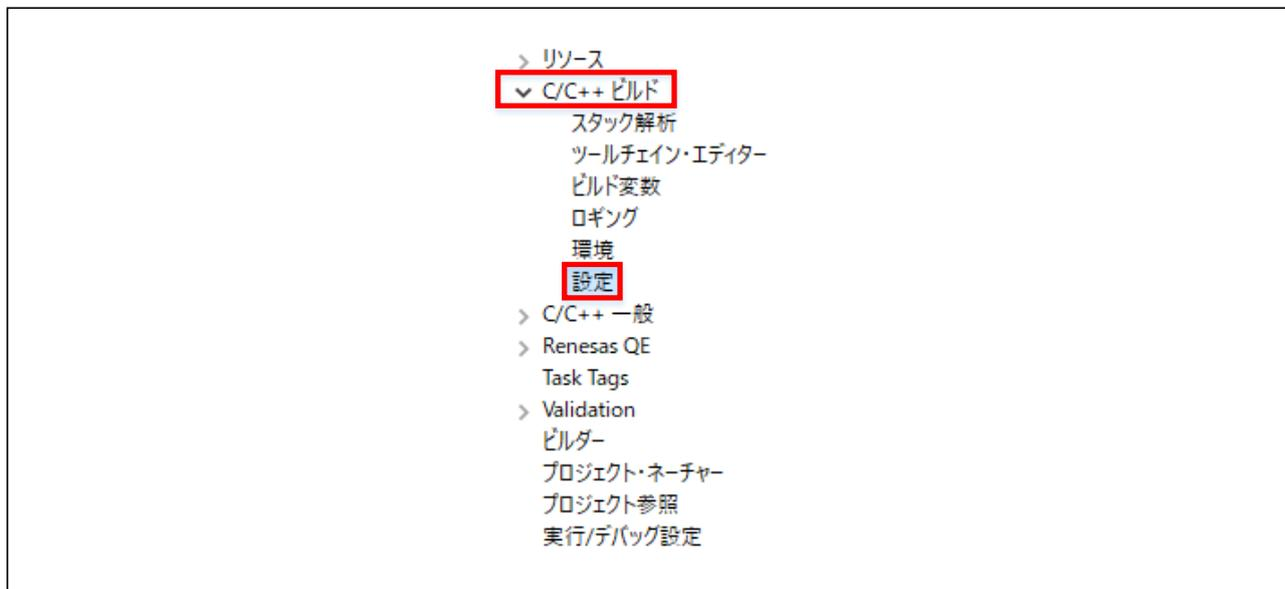 リソース
C/C++ ビルド
スタック解析
ツールチェイン・エディター
ビルド変数
ロギング
環境
設定
C/C++ 一般
Renesas QE
Task Tags
Validation
ビルダー
プロジェクト・ネーチャー
プロジェクト参照
実行/デバッグ設定